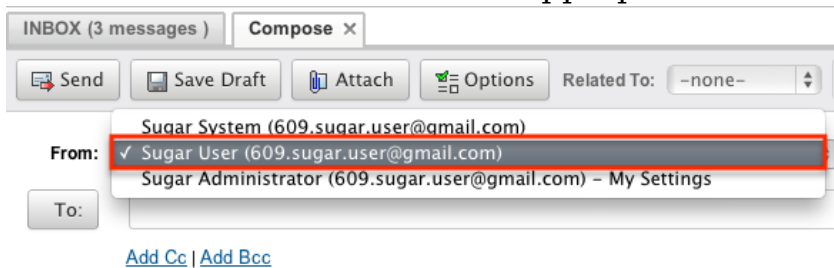 INBOX (3 messages ) Compose ×
Send Save Draft Attach Options Related To: -none-
Sugar System (609.sugar.user@gmail.com)
From: ✓ Sugar User (609.sugar.user@gmail.com)
Sugar Administrator (609.sugar.user@gmail.com) – My Settings
To:
Add Cc | Add Bcc